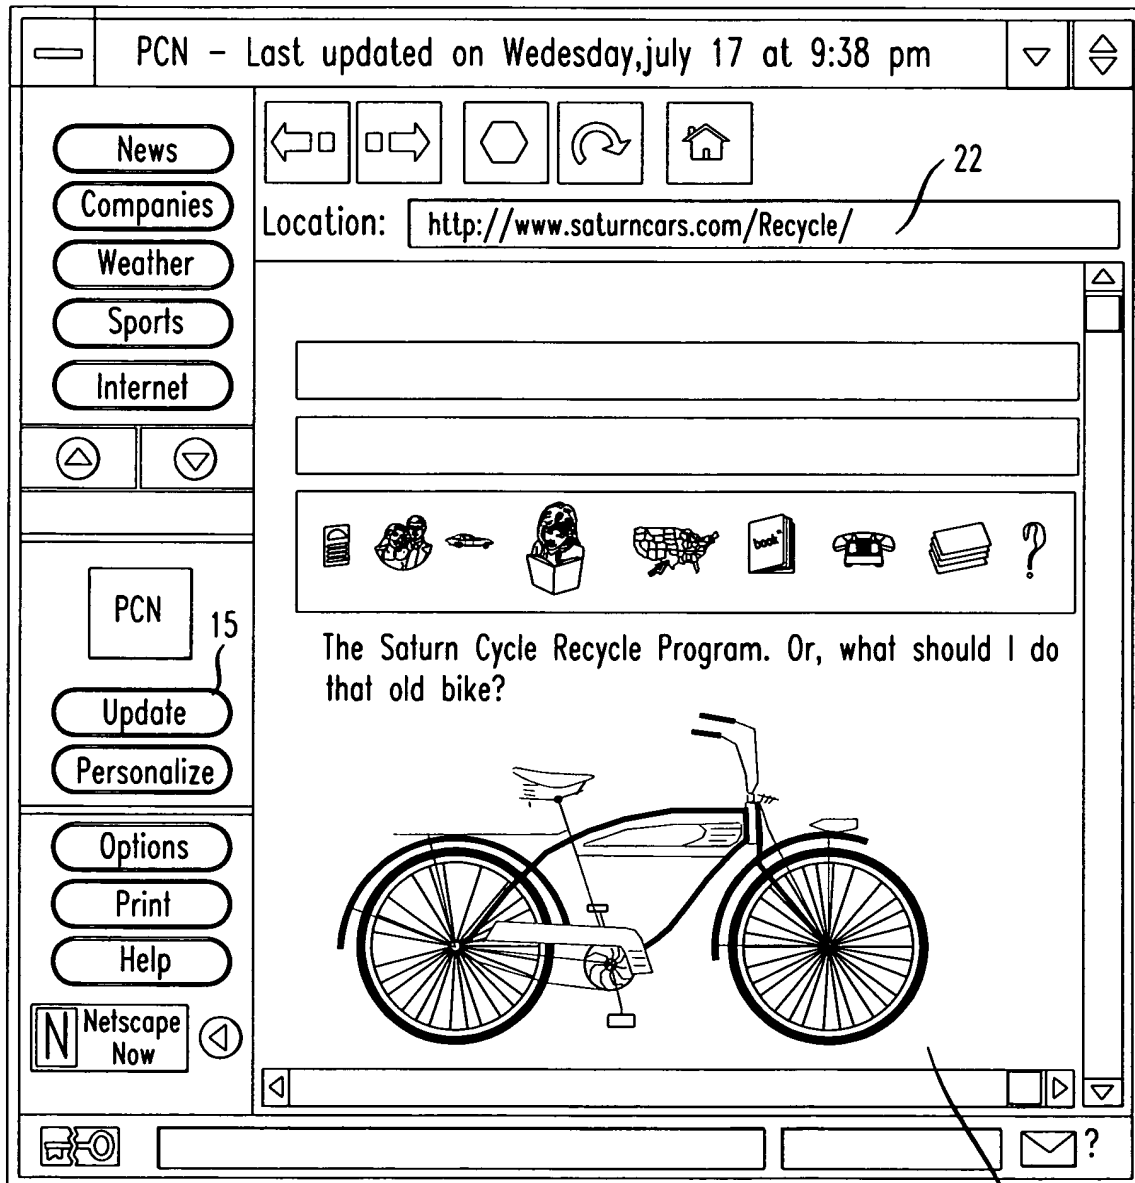 PCN - Last updated on Wedesday,july 17 at 9:38 pm
News
Companies
Weather
Sports
Internet
22
Location: http://www.saturncars.com/Recycle/
book
PCN
15
Update
Personalize
Options
Print
Help
N Netscape
Now
?
The Saturn Cycle Recycle Program. Or, what should I do
that old bike?
?